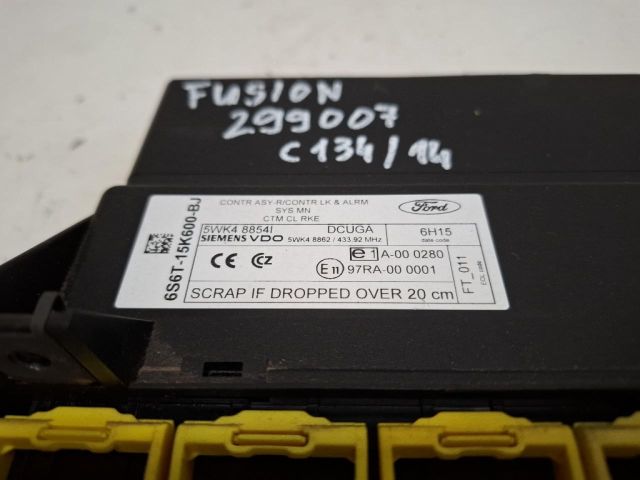 FUSION
299007
C134/14
CONTR ASY-R/CONTR LK & ALRM
SYS MN
CTM CL RKE
Ford
5WK4 8854I DCUGA 6H15
SIEMENS VDO 5WK4 8862 / 433.92 MHz
e1 A-00 0280
CE CZ E11 97RA-00 0001
SCRAP IF DROPPED OVER 20 cm
FT_011
EOL code
6S6T-15K600-BJ